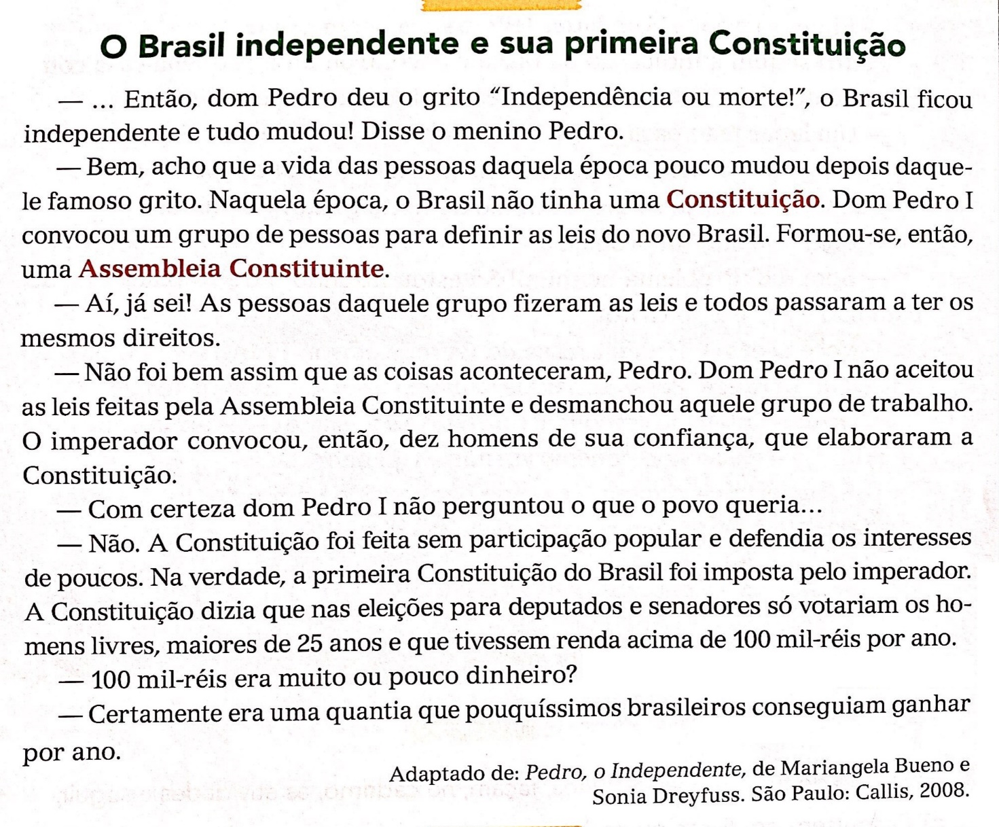 O Brasil independente e sua primeira Constituição
— ... Então, dom Pedro deu o grito “Independência ou morte!”, o Brasil ficou
independente e tudo mudou! Disse o menino Pedro.
— Bem, acho que a vida das pessoas daquela época pouco mudou depois daque-
le famoso grito. Naquela época, o Brasil não tinha uma Constituição. Dom Pedro I
convocou um grupo de pessoas para definir as leis do novo Brasil. Formou-se, então,
uma Assembleia Constituinte.
— Aí, já sei! As pessoas daquele grupo fizeram as leis e todos passaram a ter os
mesmos direitos.
— Não foi bem assim que as coisas aconteceram, Pedro. Dom Pedro I não aceitou
as leis feitas pela Assembleia Constituinte e desmanchou aquele grupo de trabalho.
O imperador convocou, então, dez homens de sua confiança, que elaboraram a
Constituição.
— Com certeza dom Pedro I não perguntou o que o povo queria...
— Não. A Constituição foi feita sem participação popular e defendia os interesses
de poucos. Na verdade, a primeira Constituição do Brasil foi imposta pelo imperador.
A Constituição dizia que nas eleições para deputados e senadores só votariam os ho-
mens livres, maiores de 25 anos e que tivessem renda acima de 100 mil-réis por ano.
— 100 mil-réis era muito ou pouco dinheiro?
— Certamente era uma quantia que pouquíssimos brasileiros conseguiam ganhar
por ano.
Adaptado de: Pedro, o Independente, de Mariangela Bueno e
Sonia Dreyfuss. São Paulo: Callis, 2008.